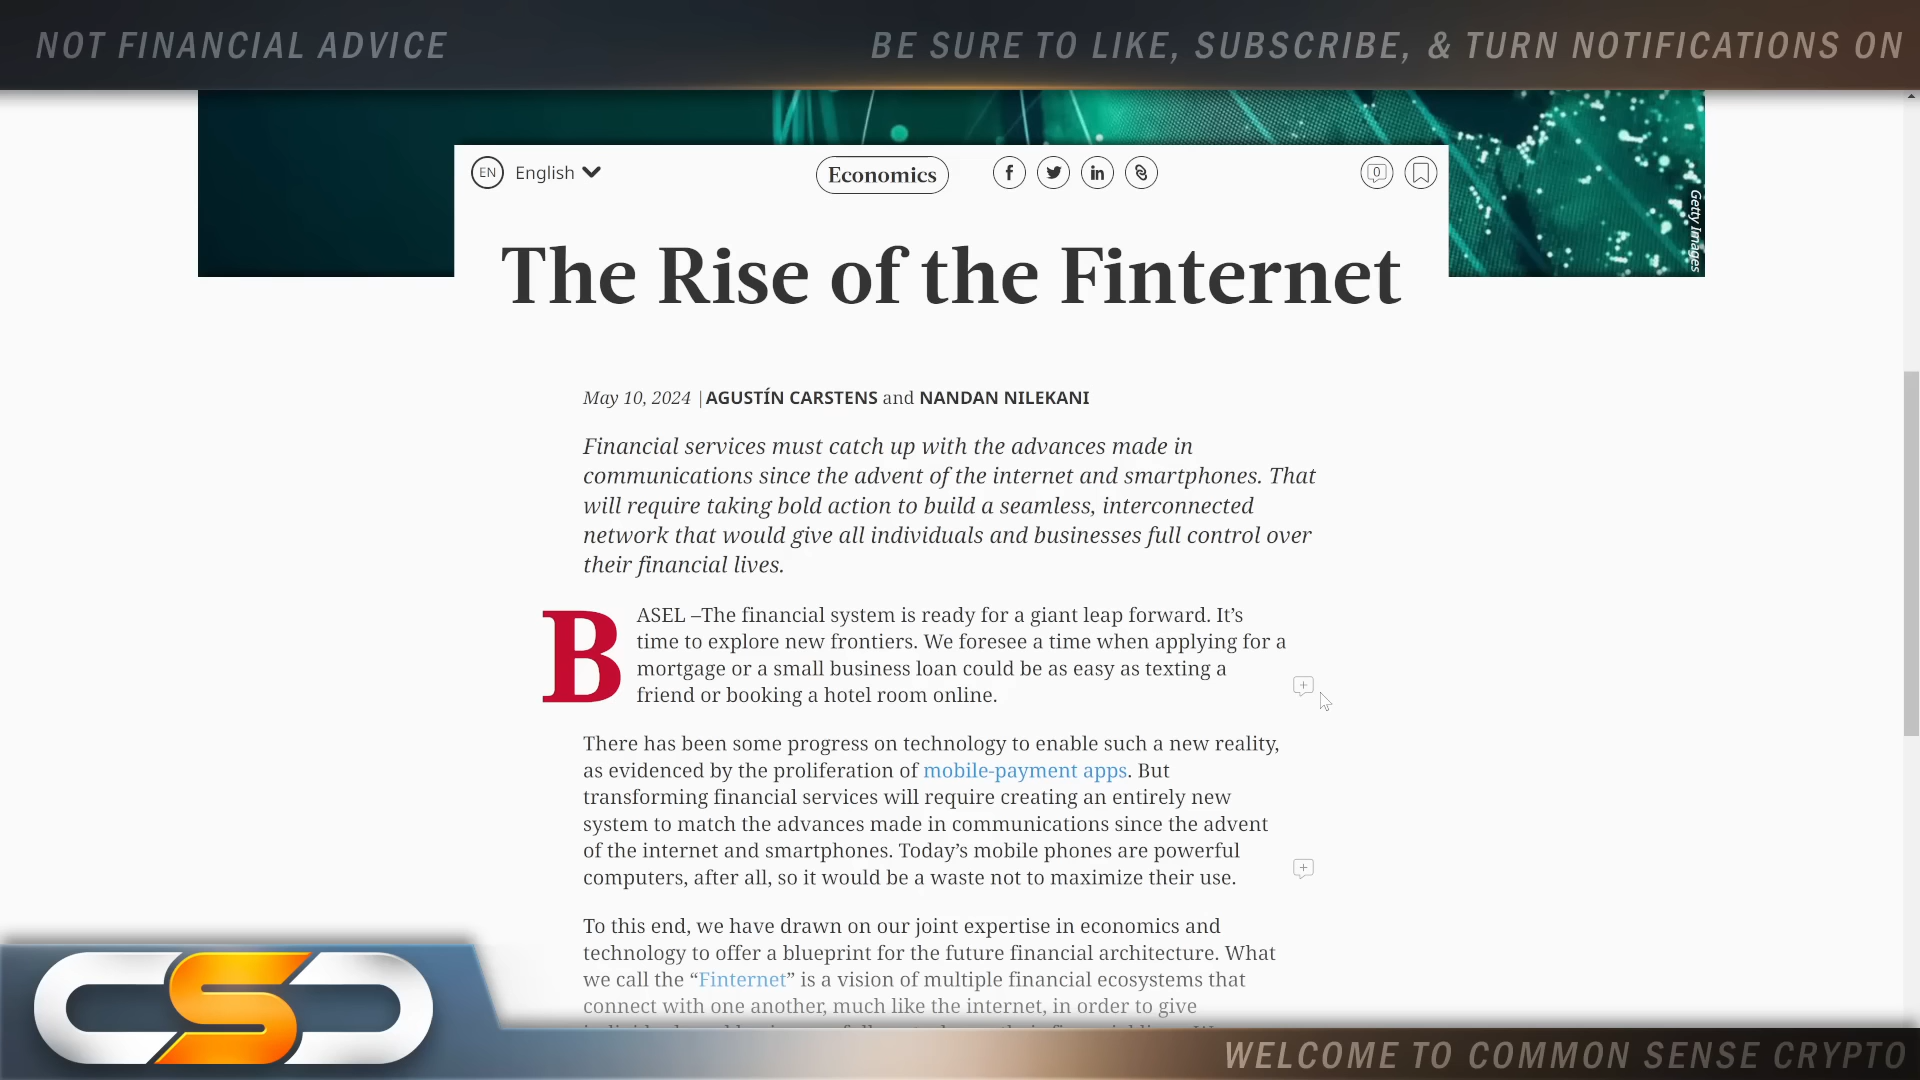 NOT FINANCIAL ADVICE
BE SURE TO LIKE, SUBSCRIBE, & TURN NOTIFICATIONS ON
EN English
Economics
0
Getty Images
The Rise of the Finternet
May 10, 2024 | AGUSTÍN CARSTENS and NANDAN NILEKANI
Financial services must catch up with the advances made in
communications since the advent of the internet and smartphones. That
will require taking bold action to build a seamless, interconnected
network that would give all individuals and businesses full control over
their financial lives.
BASEL –The financial system is ready for a giant leap forward. It’s
time to explore new frontiers. We foresee a time when applying for a
mortgage or a small business loan could be as easy as texting a
friend or booking a hotel room online.
There has been some progress on technology to enable such a new reality,
as evidenced by the proliferation of mobile-payment apps. But
transforming financial services will require creating an entirely new
system to match the advances made in communications since the advent
of the internet and smartphones. Today’s mobile phones are powerful
computers, after all, so it would be a waste not to maximize their use.
To this end, we have drawn on our joint expertise in economics and
technology to offer a blueprint for the future financial architecture. What
we call the “Finternet” is a vision of multiple financial ecosystems that
connect with one another, much like the internet, in order to give
CSC
WELCOME TO COMMON SENSE CRYPTO